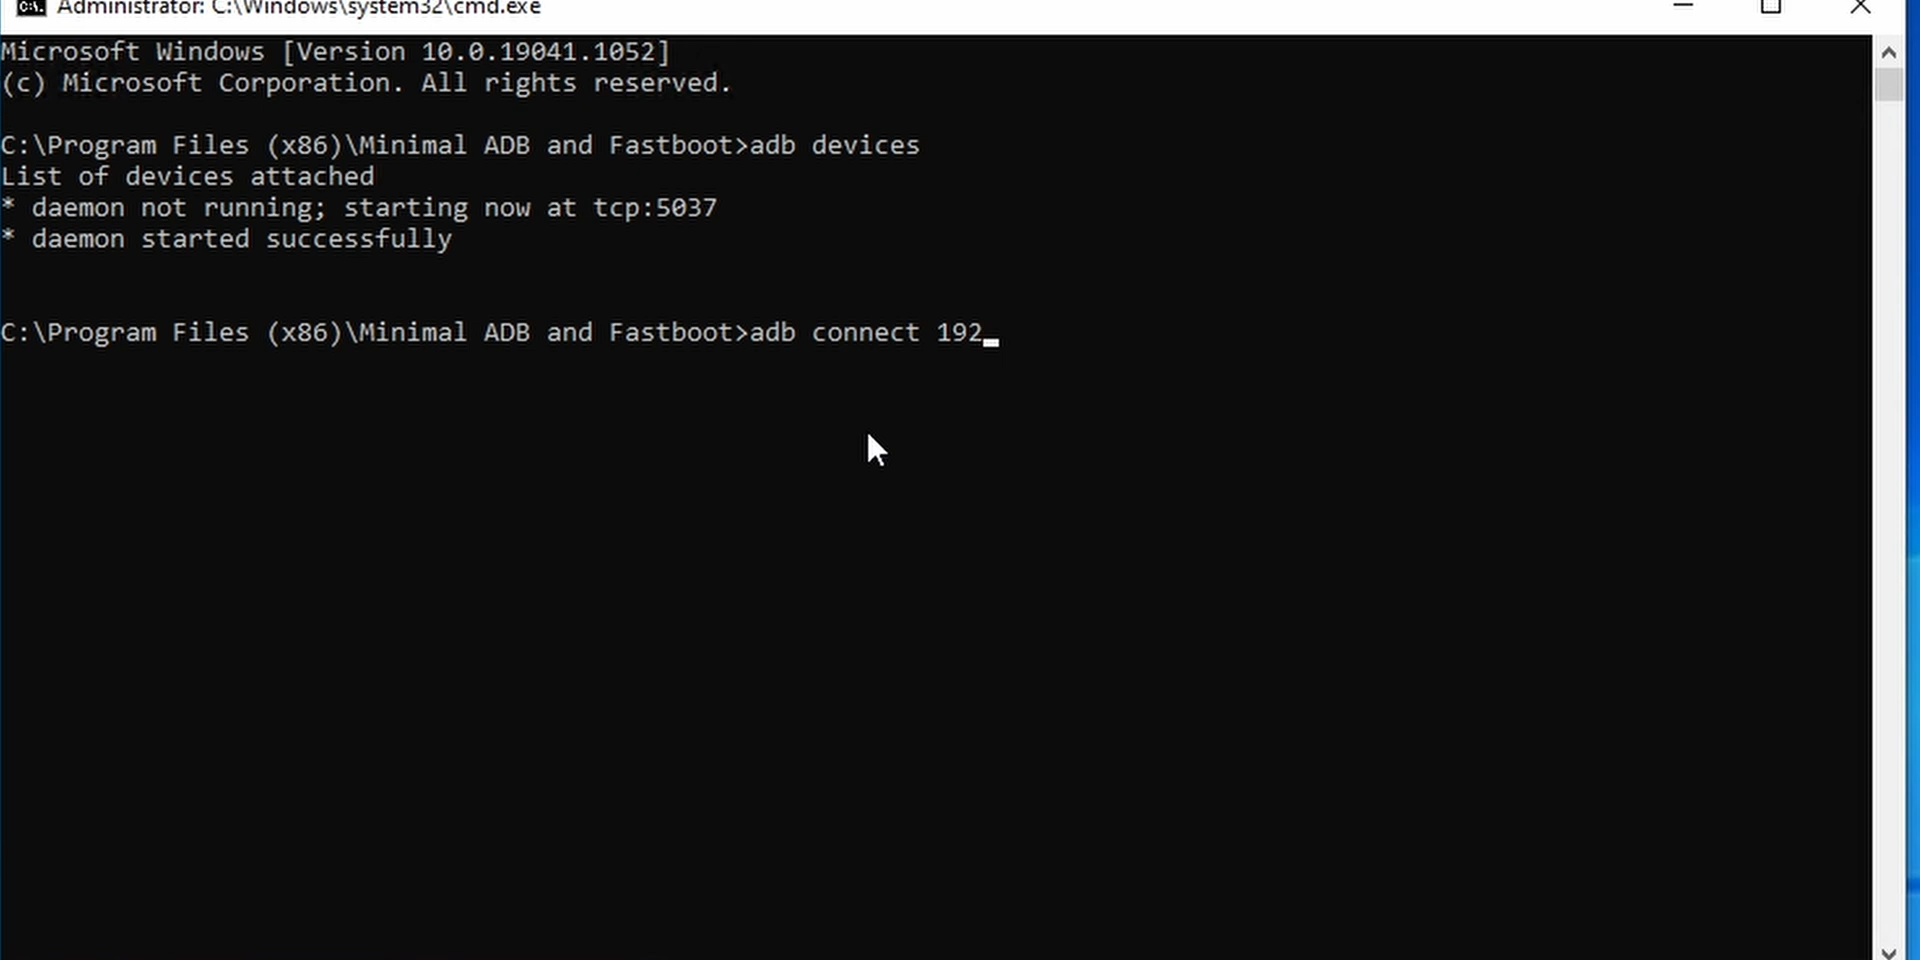 Administrator: C:\Windows\system32\cmd.exe
Microsoft Windows [Version 10.0.19041.1052]
(c) Microsoft Corporation. All rights reserved.
C:\Program Files (x86)\Minimal ADB and Fastboot>adb devices
List of devices attached
* daemon not running; starting now at tcp:5037
* daemon started successfully
C:\Program Files (x86)\Minimal ADB and Fastboot>adb connect 192